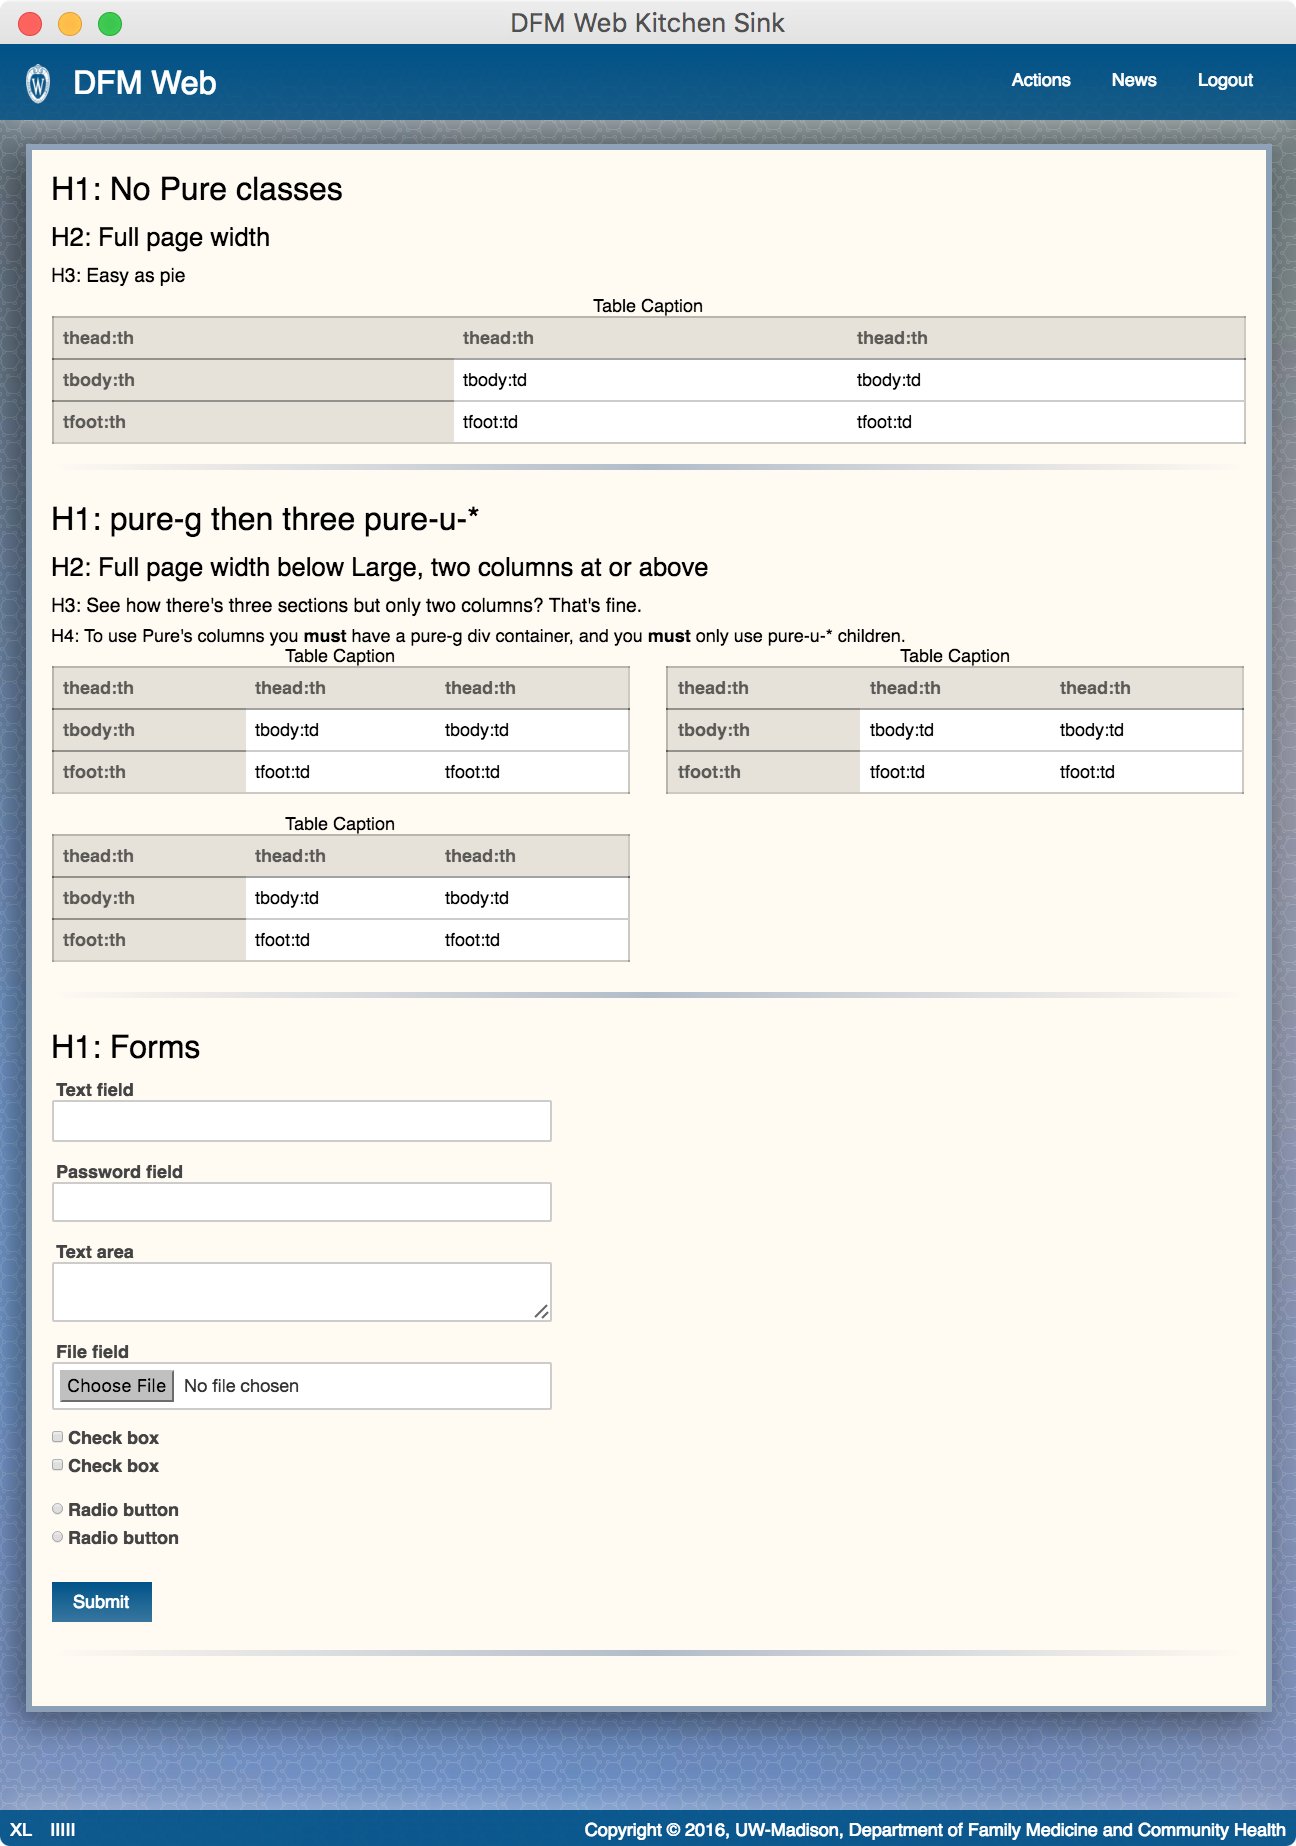 DFM Web Kitchen Sink
W DFM Web Actions News Logout
H1: No Pure classes
H2: Full page width
H3: Easy as pie
Table Caption
thead:th thead:th thead:th
tbody:th tbody:td tbody:td
tfoot:th tfoot:td tfoot:td
H1: pure-g then three pure-u-*
H2: Full page width below Large, two columns at or above
H3: See how there's three sections but only two columns? That's fine.
H4: To use Pure's columns you must have a pure-g div container, and you must only use pure-u-* children.
Table Caption
thead:th thead:th thead:th
tbody:th tbody:td tbody:td
tfoot:th tfoot:td tfoot:td
Table Caption
thead:th thead:th thead:th
tbody:th tbody:td tbody:td
tfoot:th tfoot:td tfoot:td
Table Caption
thead:th thead:th thead:th
tbody:th tbody:td tbody:td
tfoot:th tfoot:td tfoot:td
H1: Forms
Text field
Password field
Text area
File field
Choose File No file chosen
Check box
Check box
Radio button
Radio button
Submit
XL IIIII Copyright © 2016, UW-Madison, Department of Family Medicine and Community Health